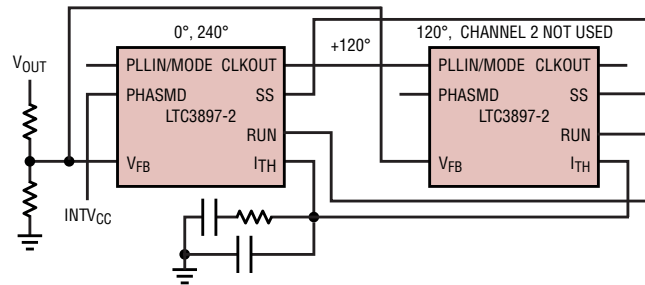 0°, 240°
120°, CHANNEL 2 NOT USED
+120°
VOUT
PLLIN/MODE CLKOUT
PHASMD SS
LTC3897-2
RUN
VFB ITH
INTVCC
PLLIN/MODE CLKOUT
PHASMD SS
LTC3897-2
RUN
VFB ITH